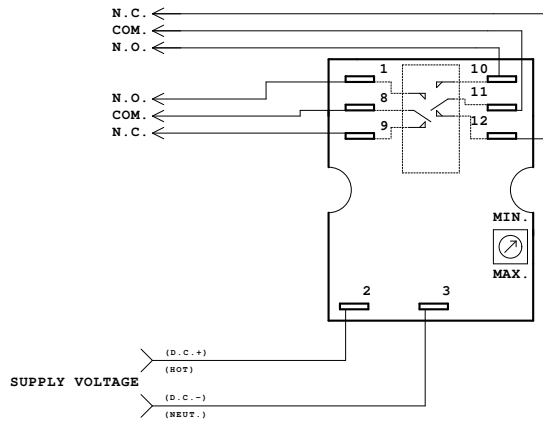 N.C.
COM.
N.O.
1 10
N.O.
8 11
COM.
N.C.
9 12
MIN.
MAX.
2 3
(D.C.+)
(HOT)
SUPPLY VOLTAGE
(D.C.-)
(NEUT.)